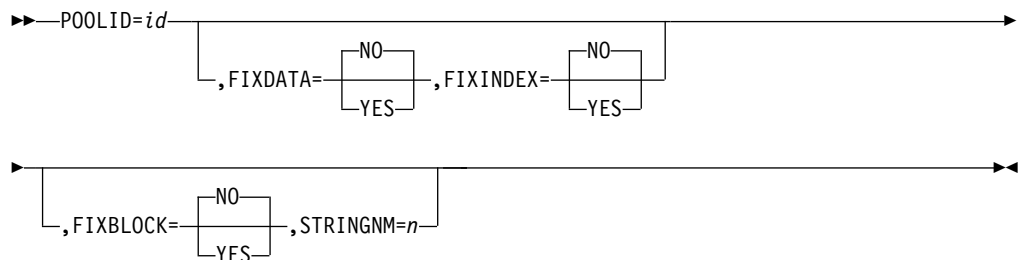 POOLID=id
NO NO
,FIXDATA= ,FIXINDEX=
YES YES
NO
,FIXBLOCK= ,STRINGNM=n
YES